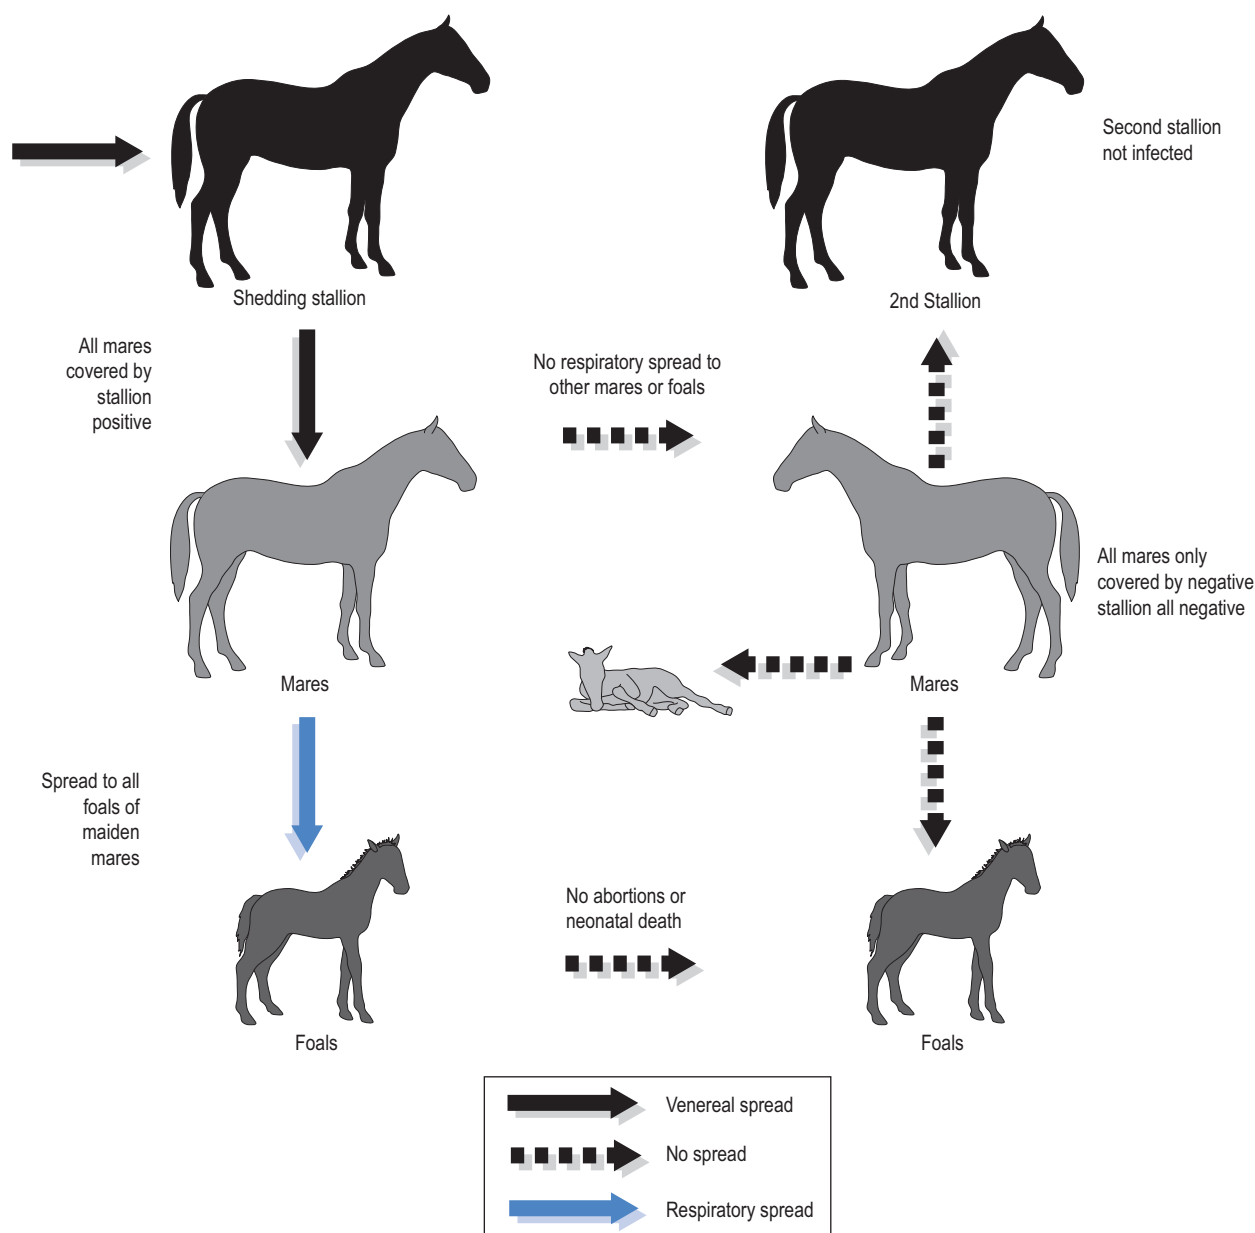 Second stallion
not infected
Shedding stallion
2nd Stallion
All mares
covered by
stallion
positive
No respiratory spread to
other mares or foals
All mares only
covered by negative
stallion all negative
Mares
Mares
Spread to all
foals of
maiden
mares
No abortions or
neonatal death
Foals
Foals
Venereal spread
No spread
Respiratory spread